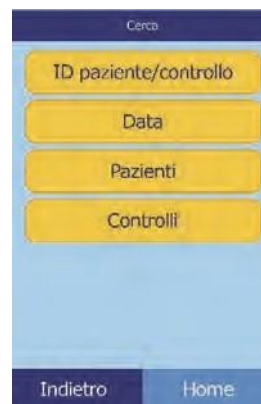 Cerca
ID paziente/controllo
Data
Pazienti
Controlli
Indietro
Home